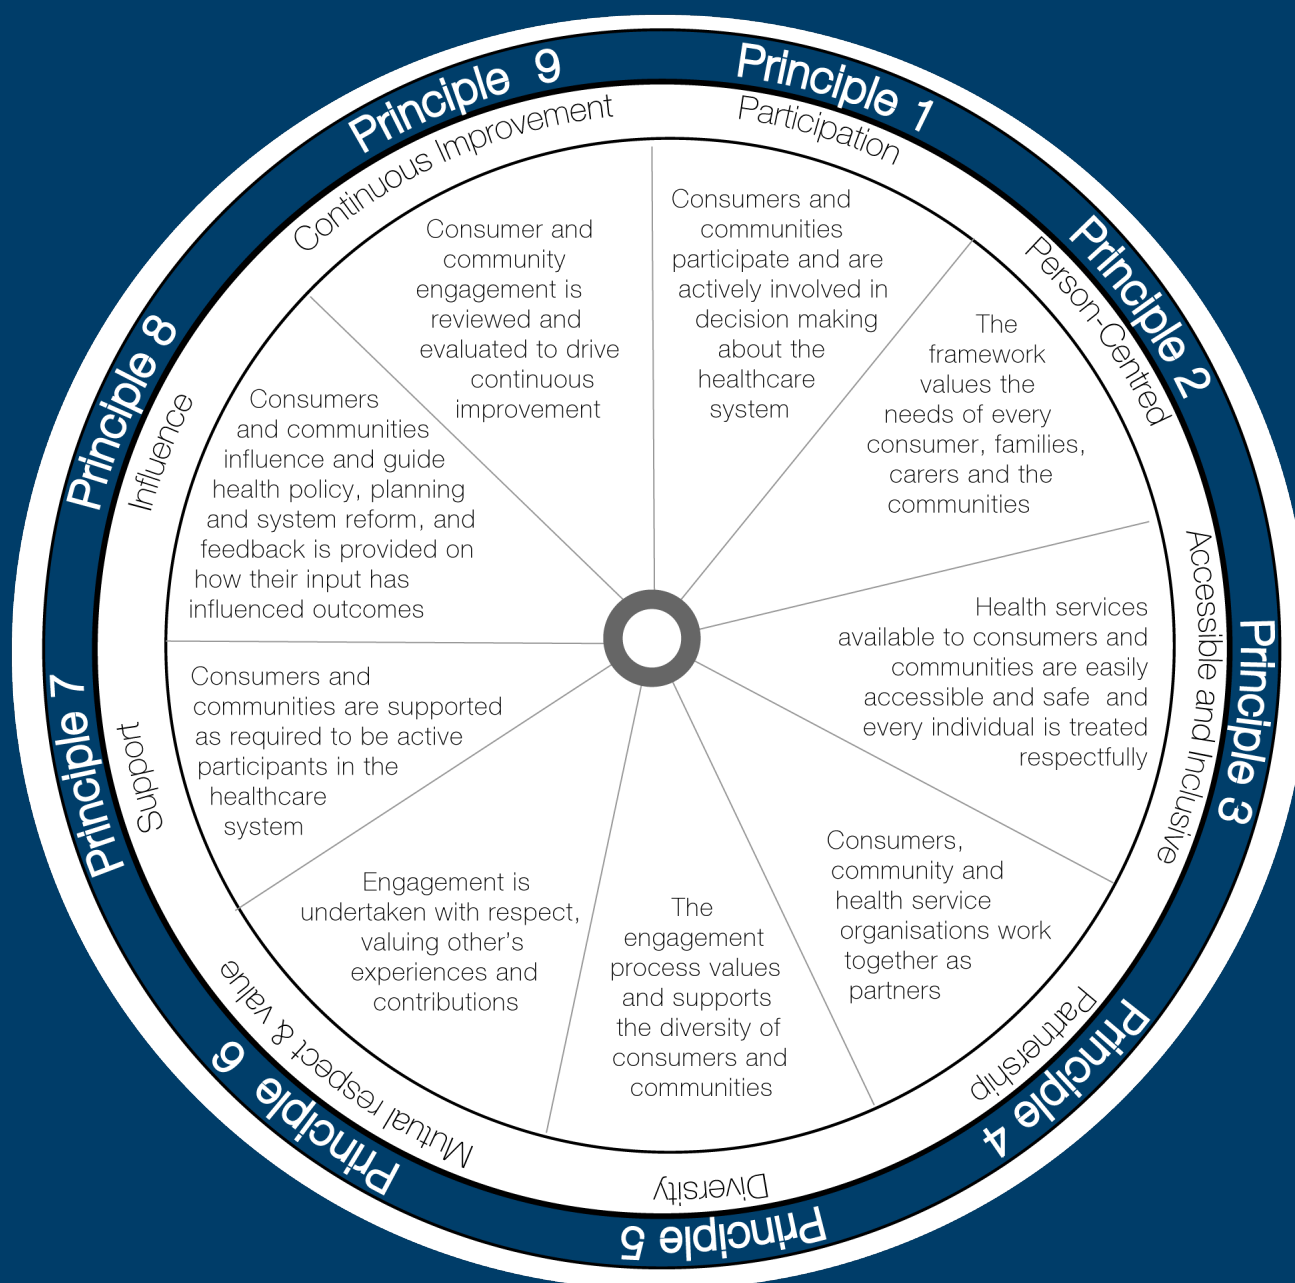 Principle 1
Participation
Consumers and
communities
participate and are
actively involved in
decision making
about the
healthcare
system
Principle 2
Person-Centred
The
framework
values the
needs of every
consumer, families,
carers and the
communities
Principle 3
Accessible and Inclusive
Health services
available to consumers and
communities are easily
accessible and safe and
every individual is treated
respectfully
Principle 4
Partnership
Consumers,
community and
health service
organisations work
together as
partners
Principle 5
Diversity
The
engagement
process values
and supports
the diversity of
consumers and
communities
Principle 6
Mutual respect & value
Engagement is
undertaken with respect,
valuing other's
experiences and
contributions
Principle 7
Support
Consumers and
communities are supported
as required to be active
participants in the
healthcare
system
Principle 8
Influence
Consumers
and communities
influence and guide
health policy, planning
and system reform, and
feedback is provided on
how their input has
influenced outcomes
Principle 9
Continuous Improvement
Consumer and
community
engagement is
reviewed and
evaluated to drive
continuous
improvement